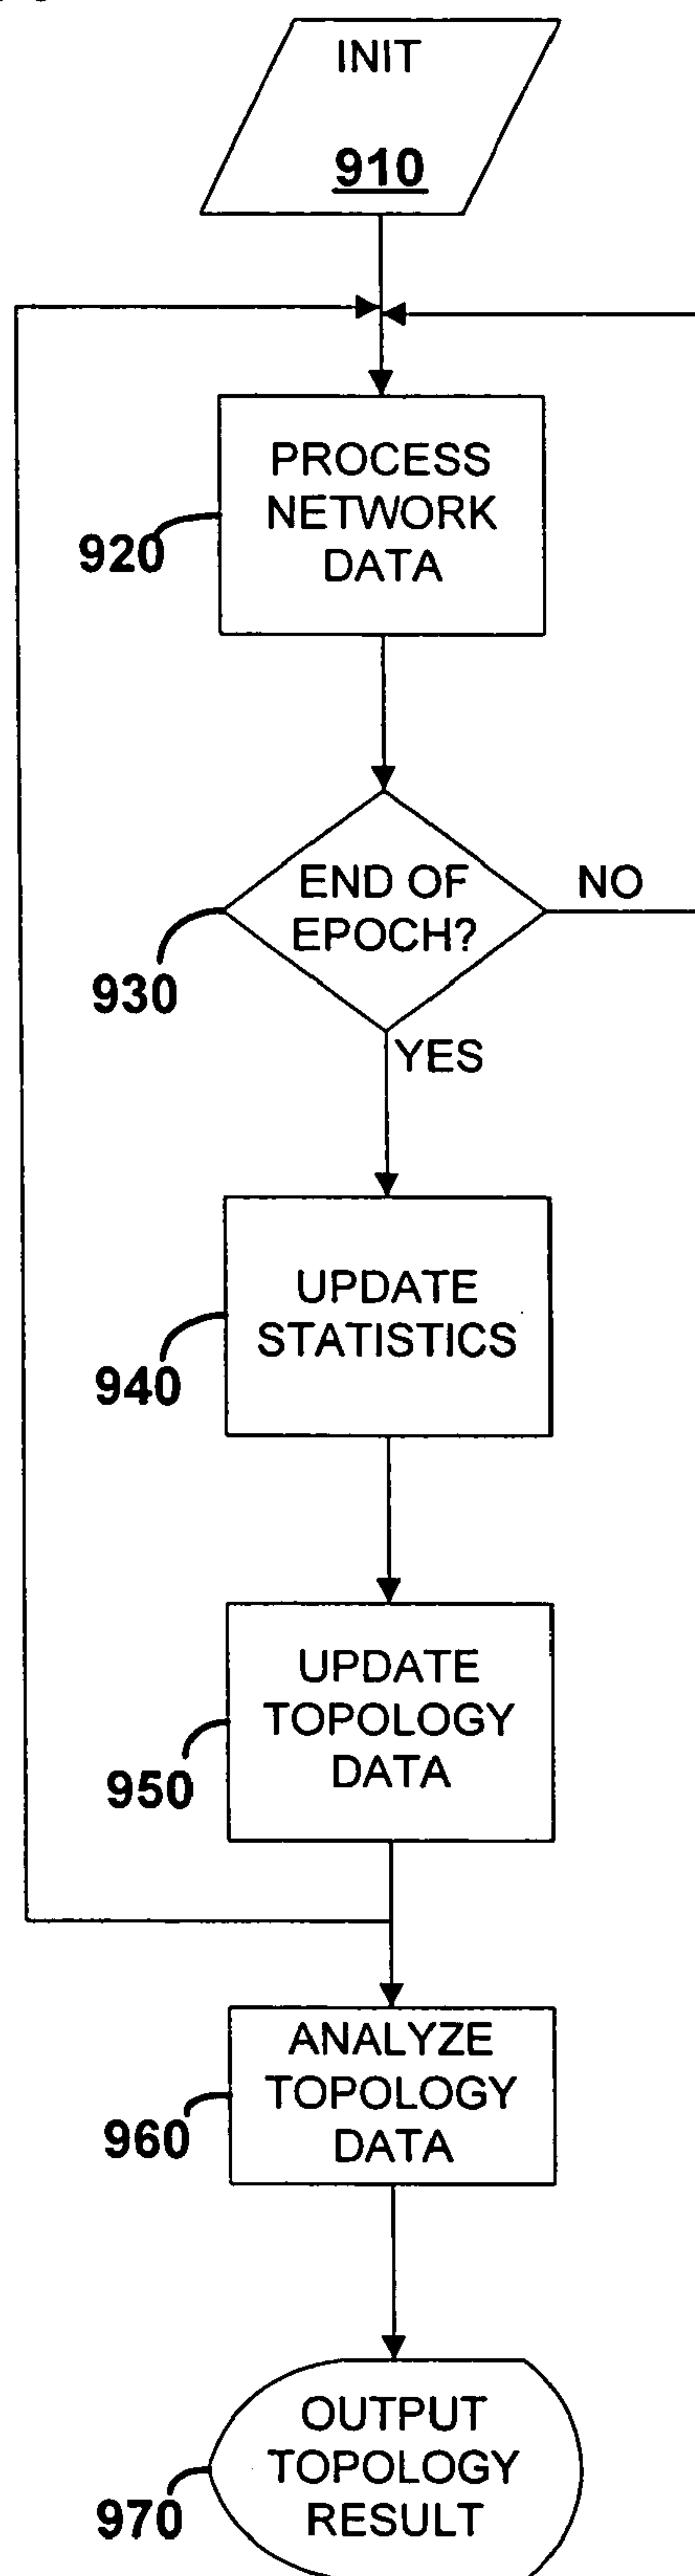 INIT
910
PROCESS
NETWORK
DATA
920
END OF
EPOCH?
NO
930
YES
UPDATE
STATISTICS
940
UPDATE
TOPOLOGY
DATA
950
ANALYZE
TOPOLOGY
DATA
960
OUTPUT
TOPOLOGY
RESULT
970